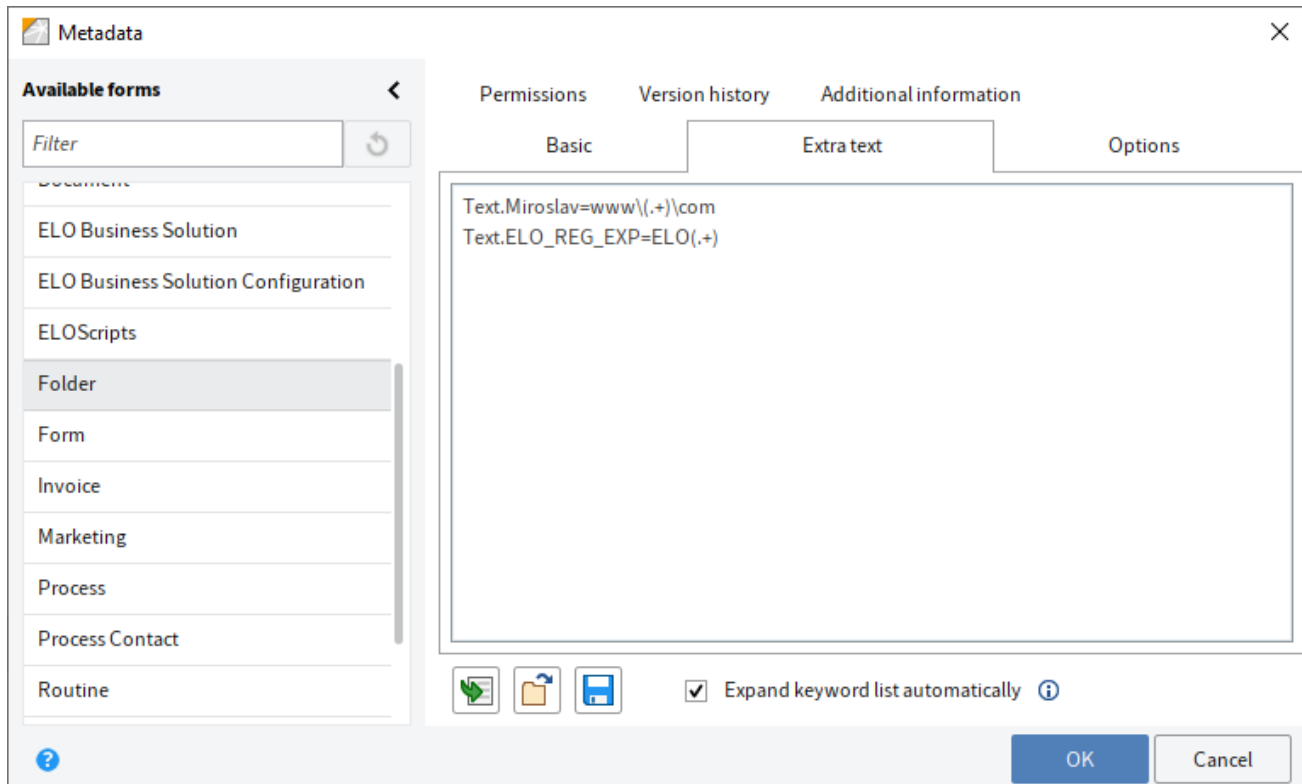 Metadata
Available forms
Filter
Document
ELO Business Solution
ELO Business Solution Configuration
ELOScripts
Folder
Form
Invoice
Marketing
Process
Process Contact
Routine
Permissions
Version history
Additional information
Basic
Extra text
Options
Text.Miroslav=www\(.+)\com
Text.ELO_REG_EXP=ELO(.+)
Expand keyword list automatically
OK
Cancel